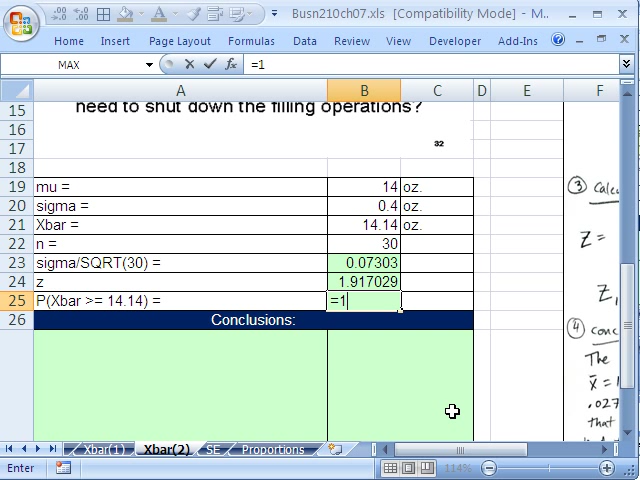 Busn210ch07.xls [Compatibility Mode] - M..
Home Insert Page Layout Formulas Data Review View Developer Add-Ins
MAX =1
A B C D E F
15 need to shut down the filling operations?
16
17 32
18
19 mu = 14 oz.
20 sigma = 0.4 oz.
21 Xbar = 14.14 oz.
22 n = 30
23 sigma/SQRT(30) = 0.07303
24 z 1.917029
25 P(Xbar >= 14.14) = =1
26 Conclusions:
3 Calc
Z =
Z
4 conc
The
x̄ =
.027
that
Xbar(1) Xbar(2) SE Proportions
Enter 114%